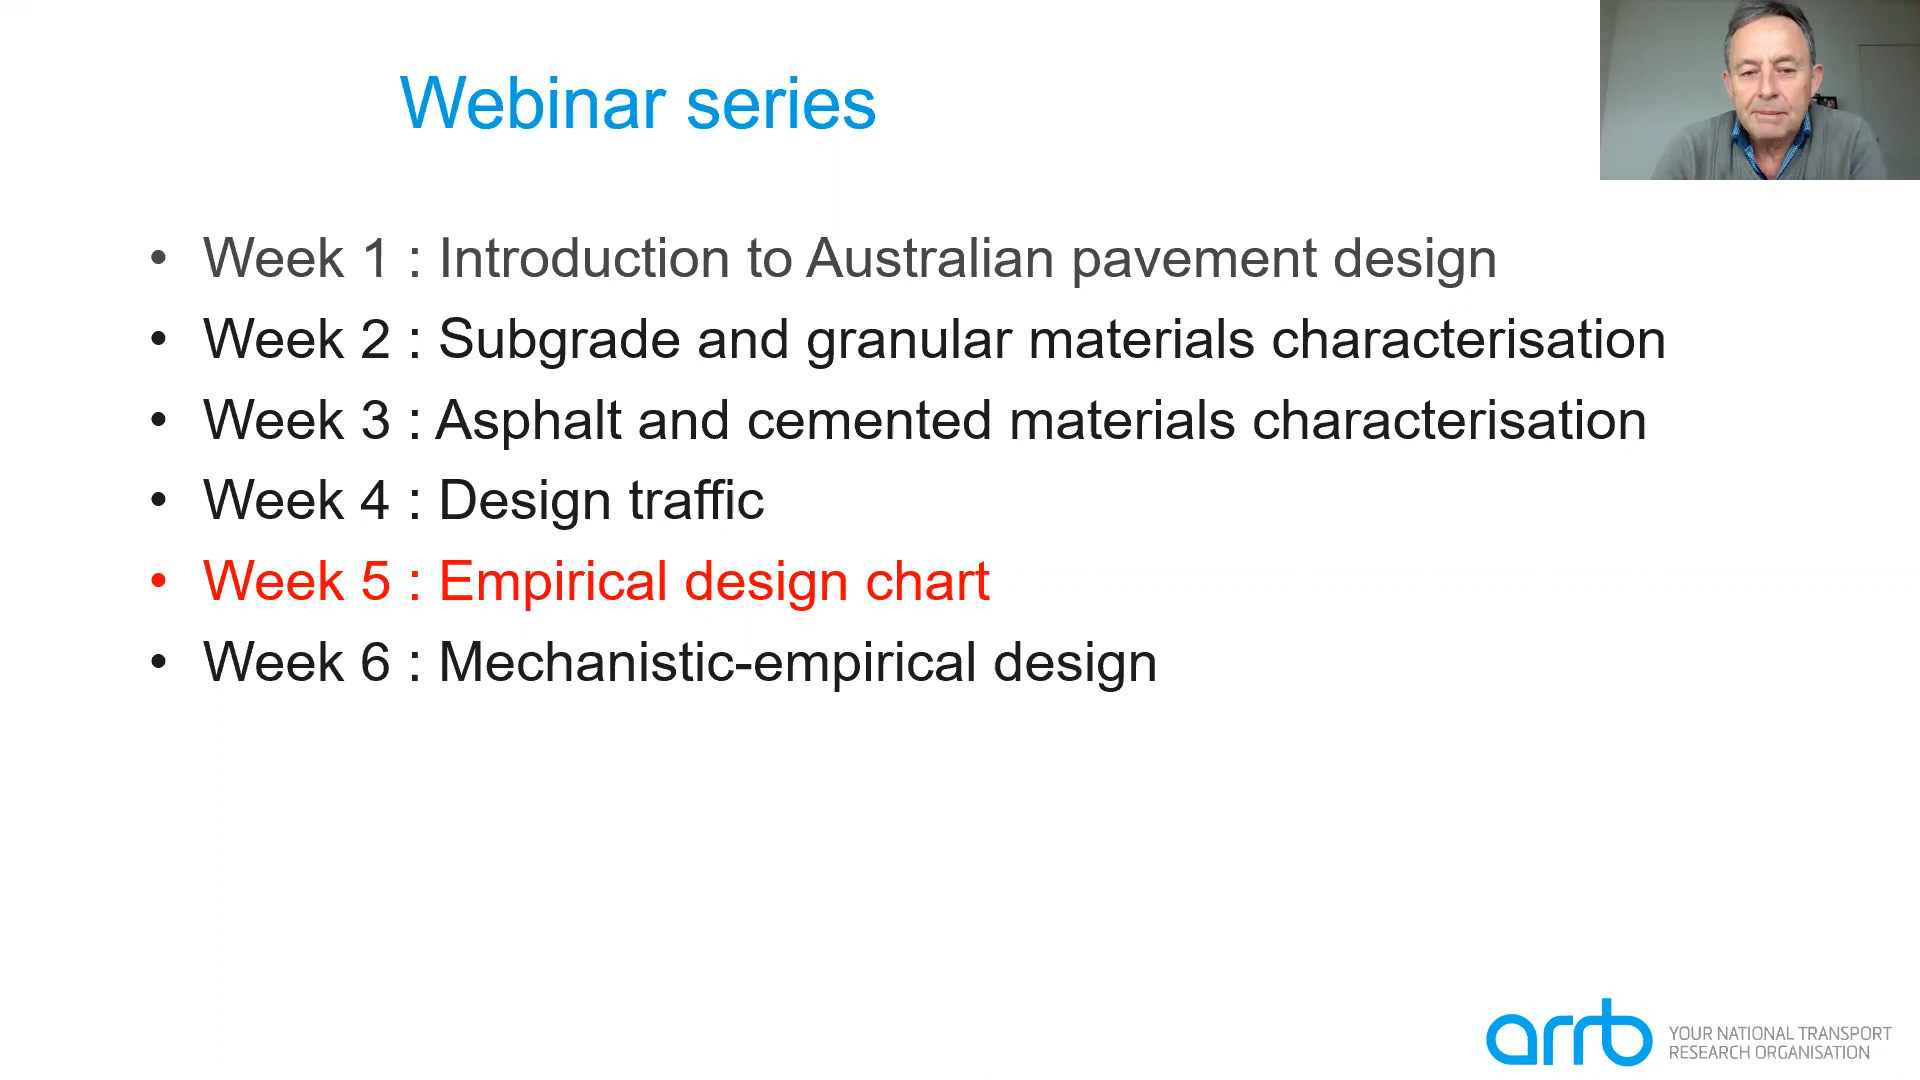 Webinar series
• Week 1 : Introduction to Australian pavement design
• Week 2 : Subgrade and granular materials characterisation
• Week 3 : Asphalt and cemented materials characterisation
• Week 4 : Design traffic
• Week 5 : Empirical design chart
• Week 6 : Mechanistic-empirical design
arrb
YOUR NATIONAL TRANSPORT
RESEARCH ORGANISATION